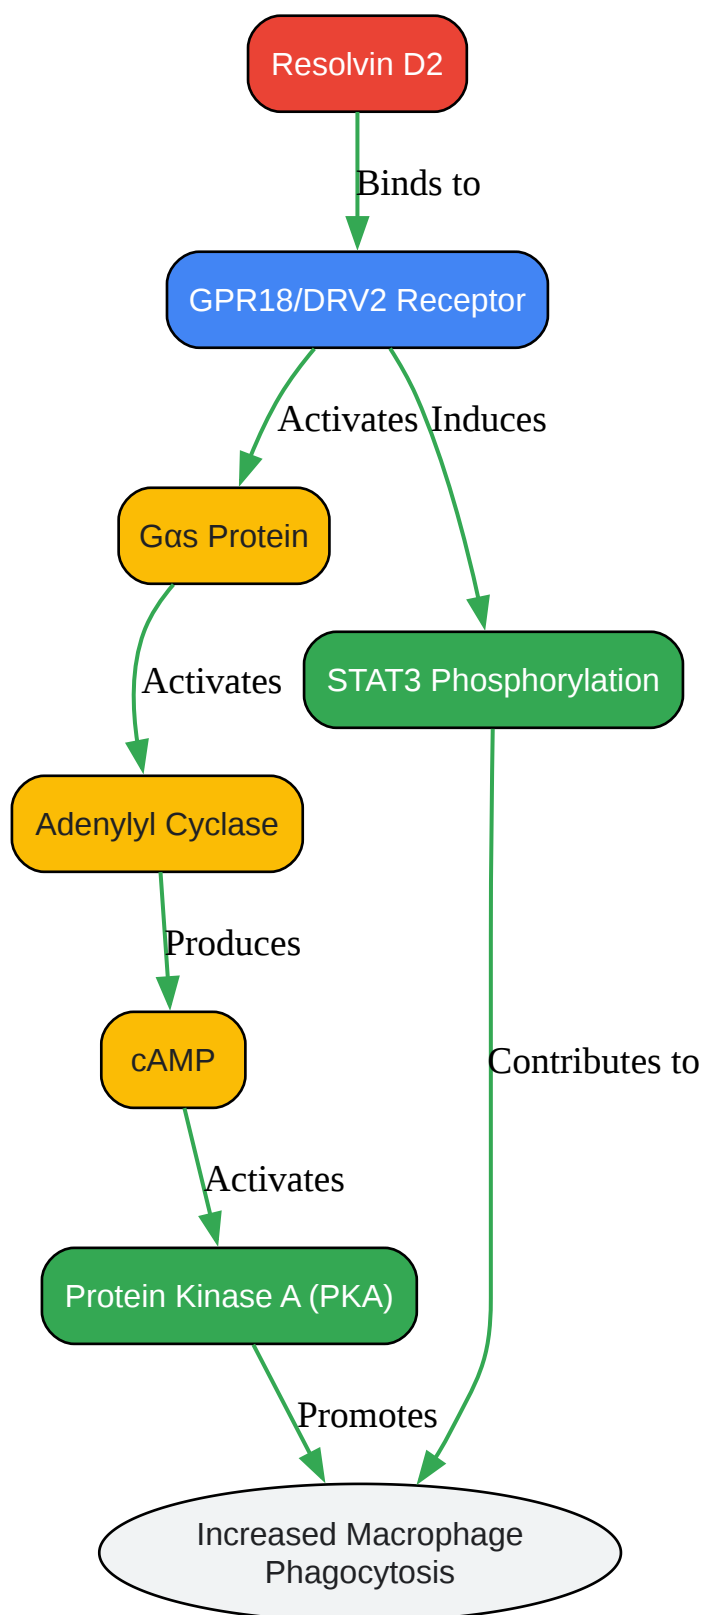 Resolvin D2
Binds to
GPR18/DRV2 Receptor
Activates
Induces
Gαs Protein
Activates
STAT3 Phosphorylation
Adenylyl Cyclase
Produces
cAMP
Contributes to
Activates
Protein Kinase A (PKA)
Promotes
Increased Macrophage
Phagocytosis